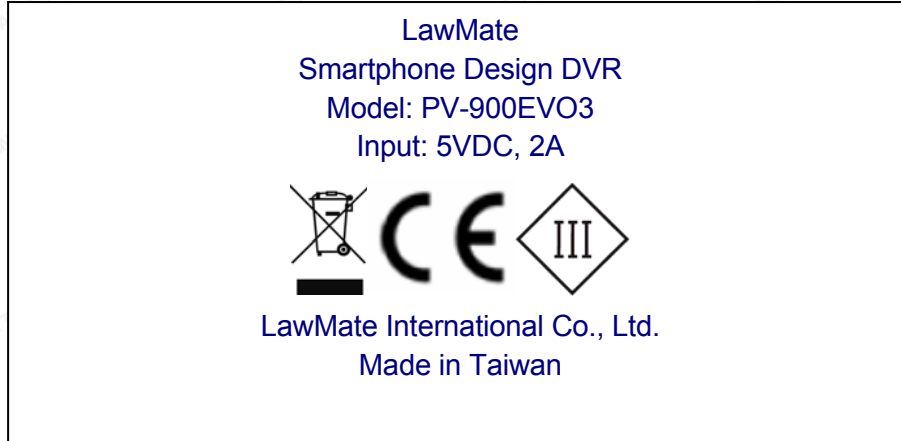 LawMate
Smartphone Design DVR
Model: PV-900EVO3
Input: 5VDC, 2A
CE III
LawMate International Co., Ltd.
Made in Taiwan